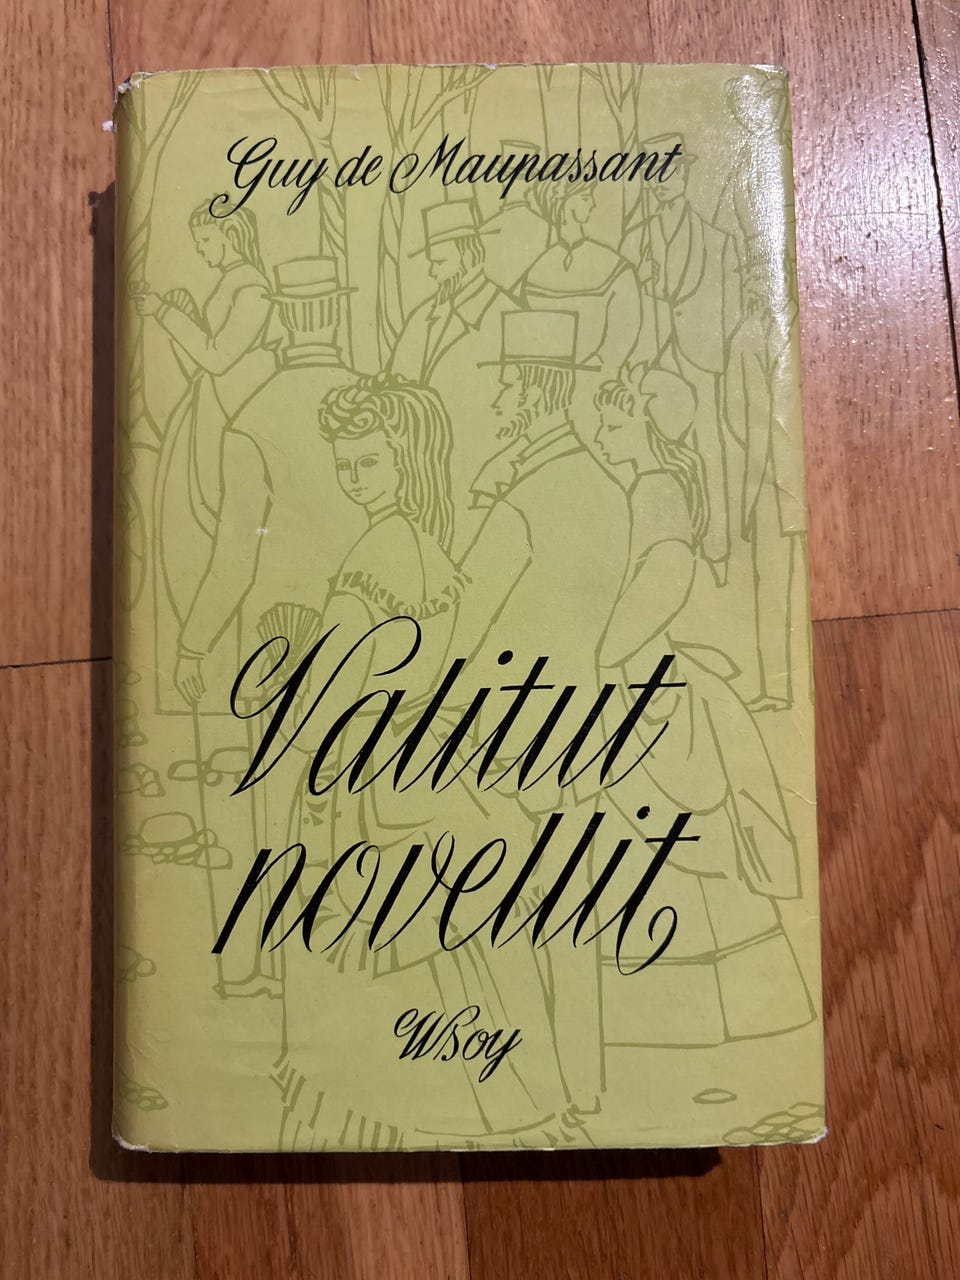 Guy de Maupassant
Valitut
novellit
Wsoy